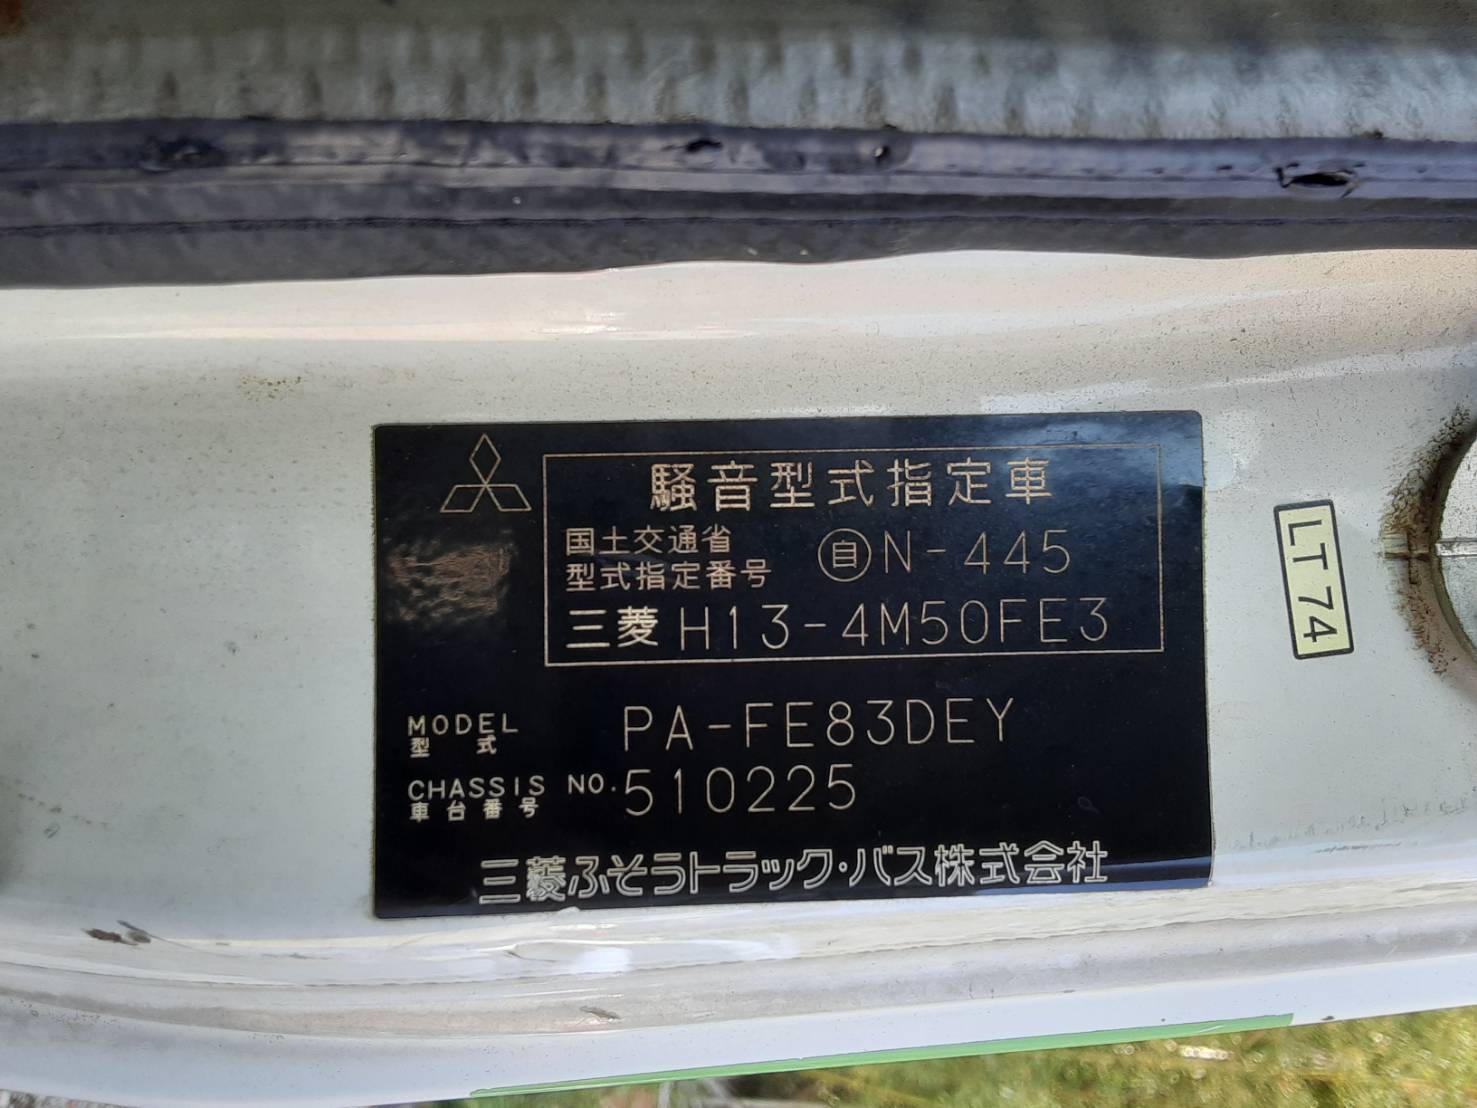 騒音型式指定車
国土交通省
型式指定番号 自N-445
三菱 H13-4M50FE3
MODEL
型式 PA-FE83DEY
CHASSIS NO. 510225
車台番号
三菱ふそうトラック・バス株式会社
LT74